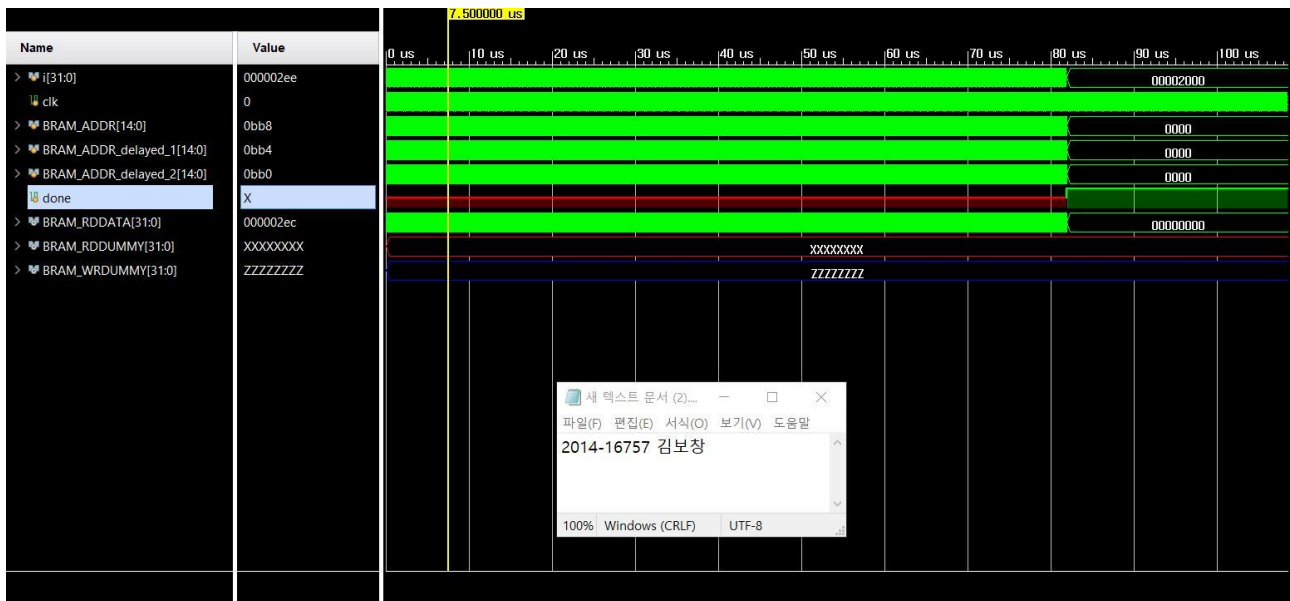 7.500000 us
Name Value 0 us 10 us 20 us 30 us 40 us 50 us 60 us 70 us 80 us 90 us 100 us
i[31:0] 000002ee 00002000
clk 0
BRAM_ADDR[14:0] 0bb8 0000
BRAM_ADDR_delayed_1[14:0] 0bb4 0000
BRAM_ADDR_delayed_2[14:0] 0bb0 0000
done X
BRAM_RDDATA[31:0] 000002ec 00000000
BRAM_RDDUMMY[31:0] XXXXXXXX XXXXXXXX
BRAM_WRDUMMY[31:0] ZZZZZZZZ ZZZZZZZZ
새 텍스트 문서 (2)....
파일(F) 편집(E) 서식(O) 보기(V) 도움말
2014-16757 김보창
100% Windows (CRLF) UTF-8